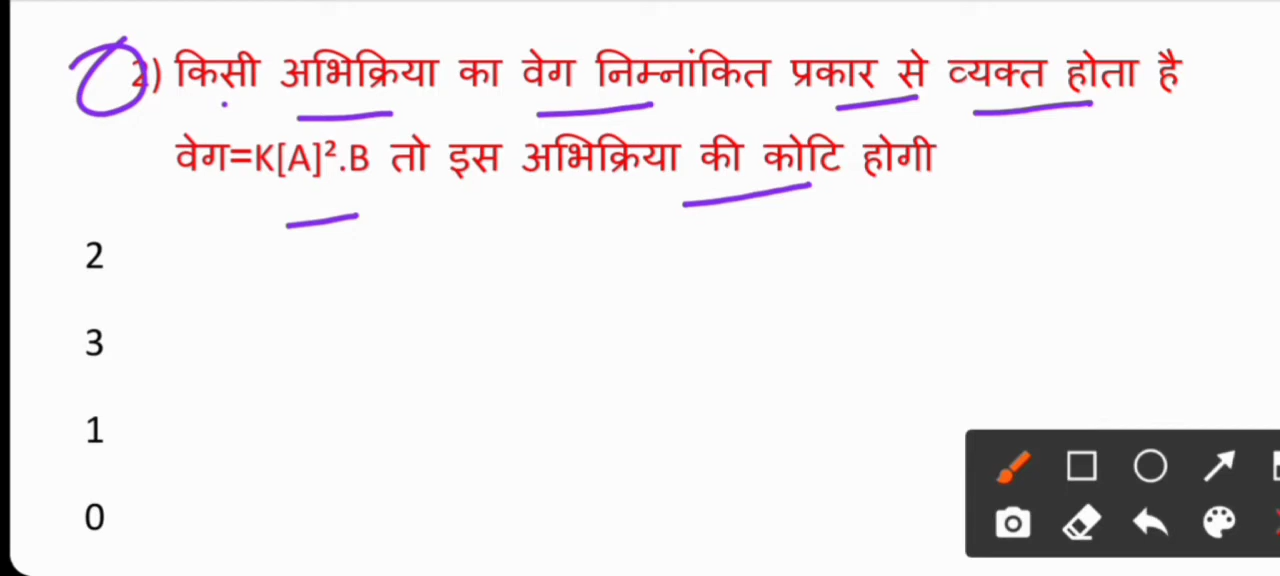 2) किसी अभिक्रिया का वेग निम्नांकित प्रकार से व्यक्त होता है
वेग=K[A]².B तो इस अभिक्रिया की कोटि होगी
2
3
1
0